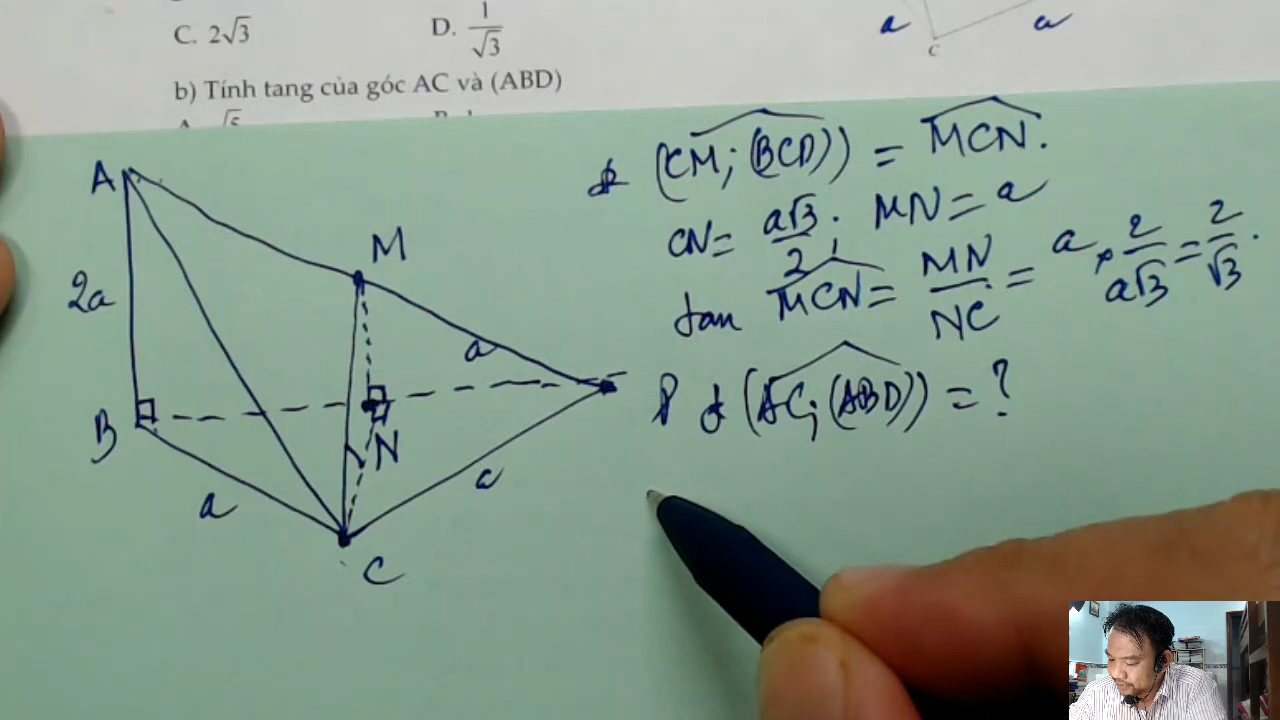 C. 2√3
D. 1/√3
b) Tính tang của góc AC và (ABD)
a
a
C
A
2a
B
a
M
a
N
a
C
(CM; (BCD)) = MCN.
CN = a√3/2. MN = a
tan MCN = MN/NC = a × 2/a√3 = 2/√3.
(AC; (ABD)) = ?